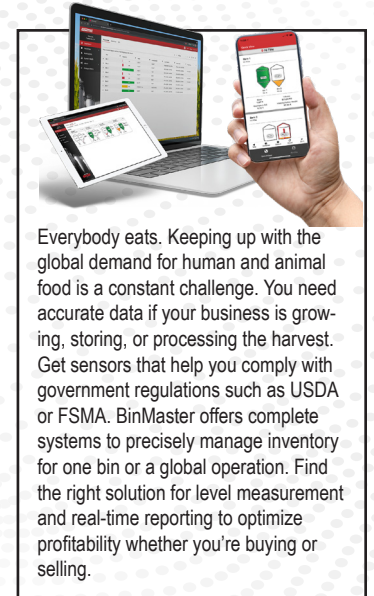 Everybody eats. Keeping up with the
global demand for human and animal
food is a constant challenge. You need
accurate data if your business is grow-
ing, storing, or processing the harvest.
Get sensors that help you comply with
government regulations such as USDA
or FSMA. BinMaster offers complete
systems to precisely manage inventory
for one bin or a global operation. Find
the right solution for level measurement
and real-time reporting to optimize
profitability whether you're buying or
selling.